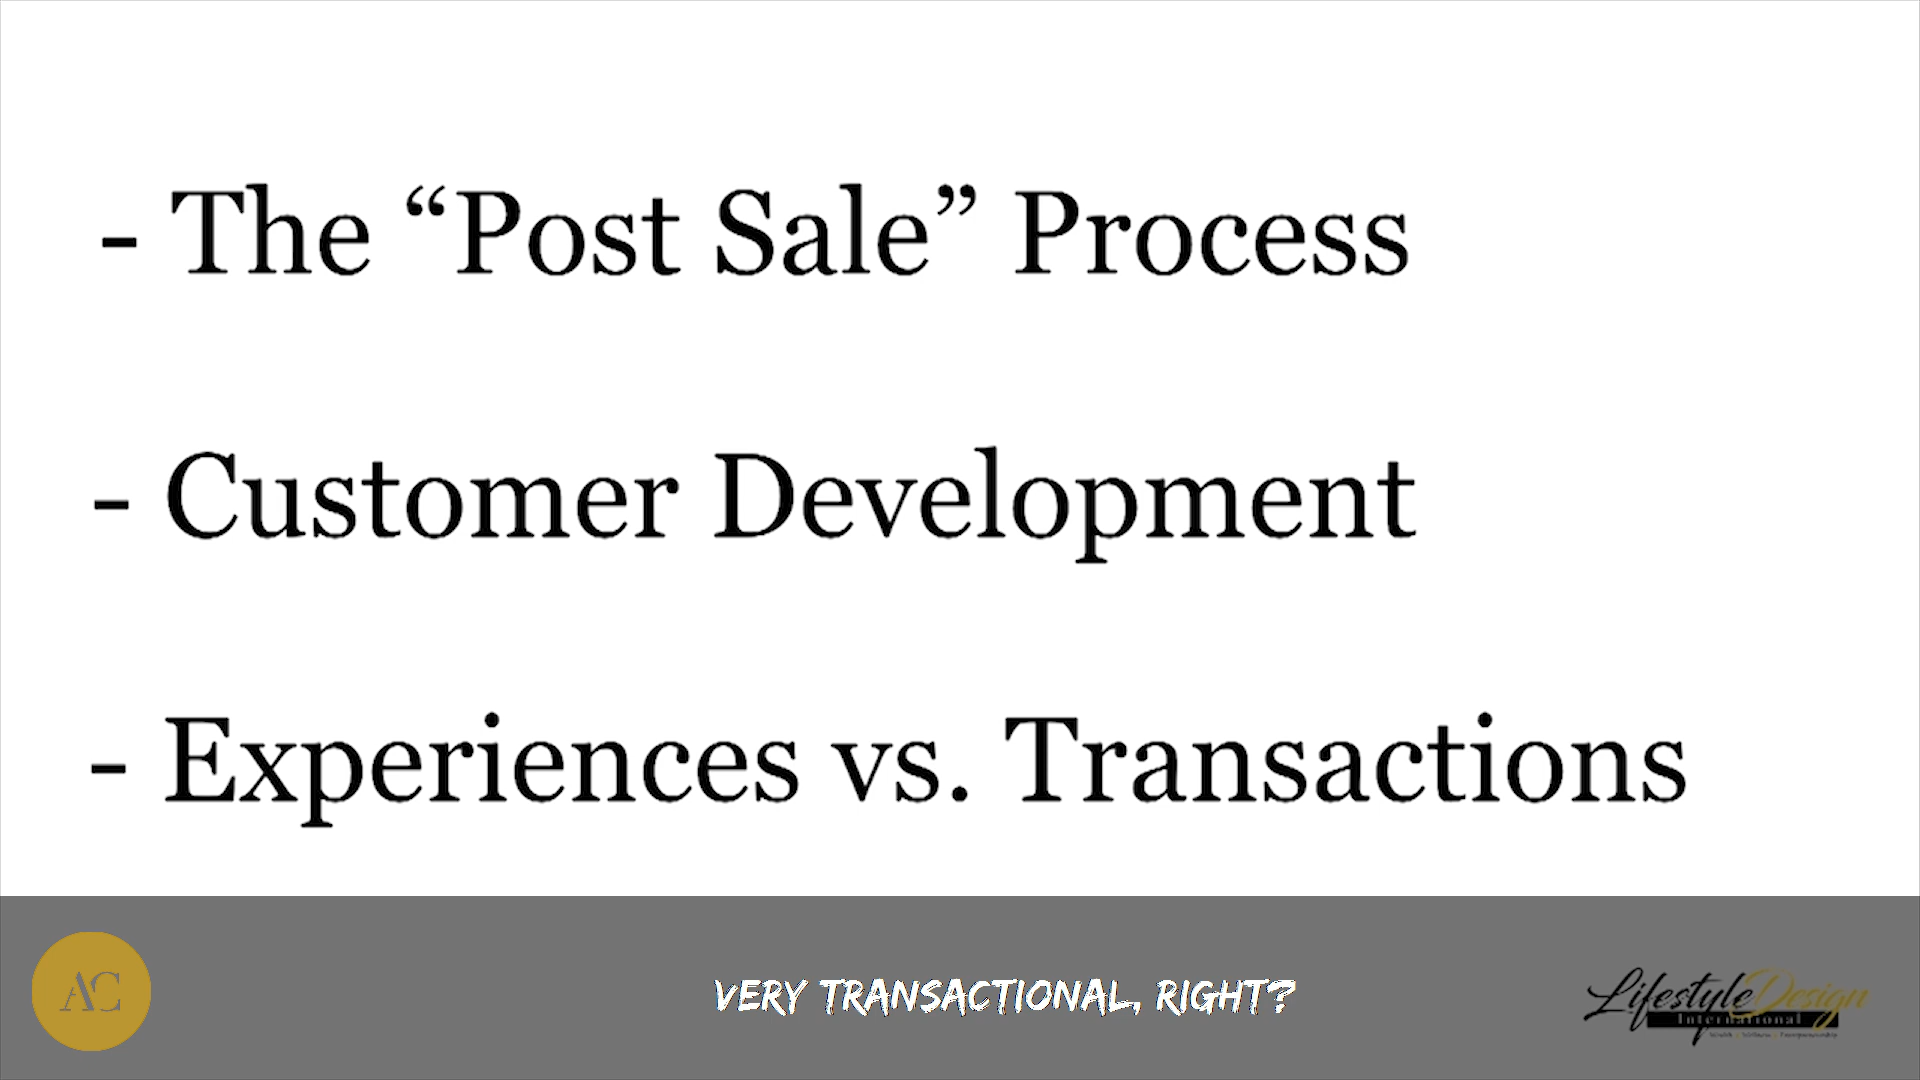 - The “Post Sale” Process
- Customer Development
- Experiences vs. Transactions
AC
VERY TRANSACTIONAL, RIGHT?
LifestyleDesign
International